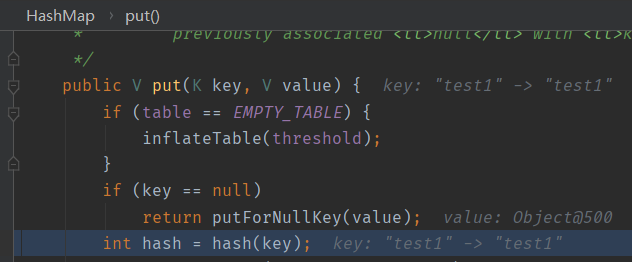 HashMap › put()
* previously associated <tt>null</tt> with <tt>k
*/
public V put(K key, V value) { key: "test1" -> "test1"
if (table == EMPTY_TABLE) {
inflateTable(threshold);
}
if (key == null)
return putForNullKey(value); value: Object@500
int hash = hash(key); key: "test1" -> "test1"